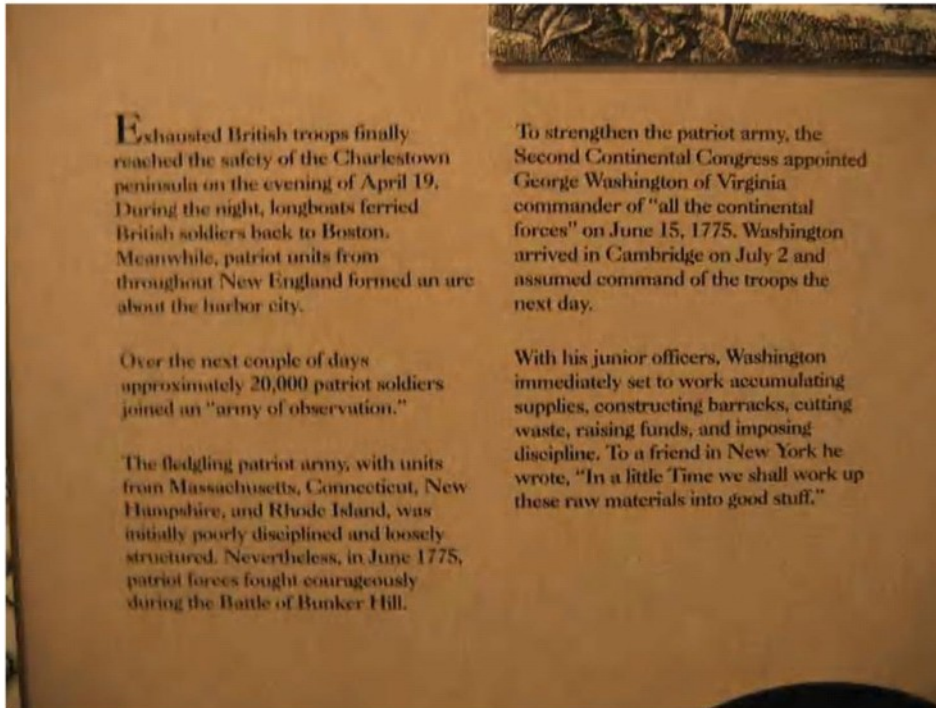 Exhausted British troops finally
reached the safety of the Charlestown
peninsula on the evening of April 19.
During the night, longboats ferried
British soldiers back to Boston.
Meanwhile, patriot units from
throughout New England formed an arc
about the harbor city.
Over the next couple of days
approximately 20,000 patriot soldiers
joined an "army of observation."
The fledgling patriot army, with units
from Massachusetts, Connecticut, New
Hampshire, and Rhode Island, was
initially poorly disciplined and loosely
structured. Nevertheless, in June 1775,
patriot forces fought courageously
during the Battle of Bunker Hill.
To strengthen the patriot army, the
Second Continental Congress appointed
George Washington of Virginia
commander of "all the continental
forces" on June 15, 1775. Washington
arrived in Cambridge on July 2 and
assumed command of the troops the
next day.
With his junior officers, Washington
immediately set to work accumulating
supplies, constructing barracks, cutting
waste, raising funds, and imposing
discipline. To a friend in New York he
wrote, "In a little Time we shall work up
these raw materials into good stuff."